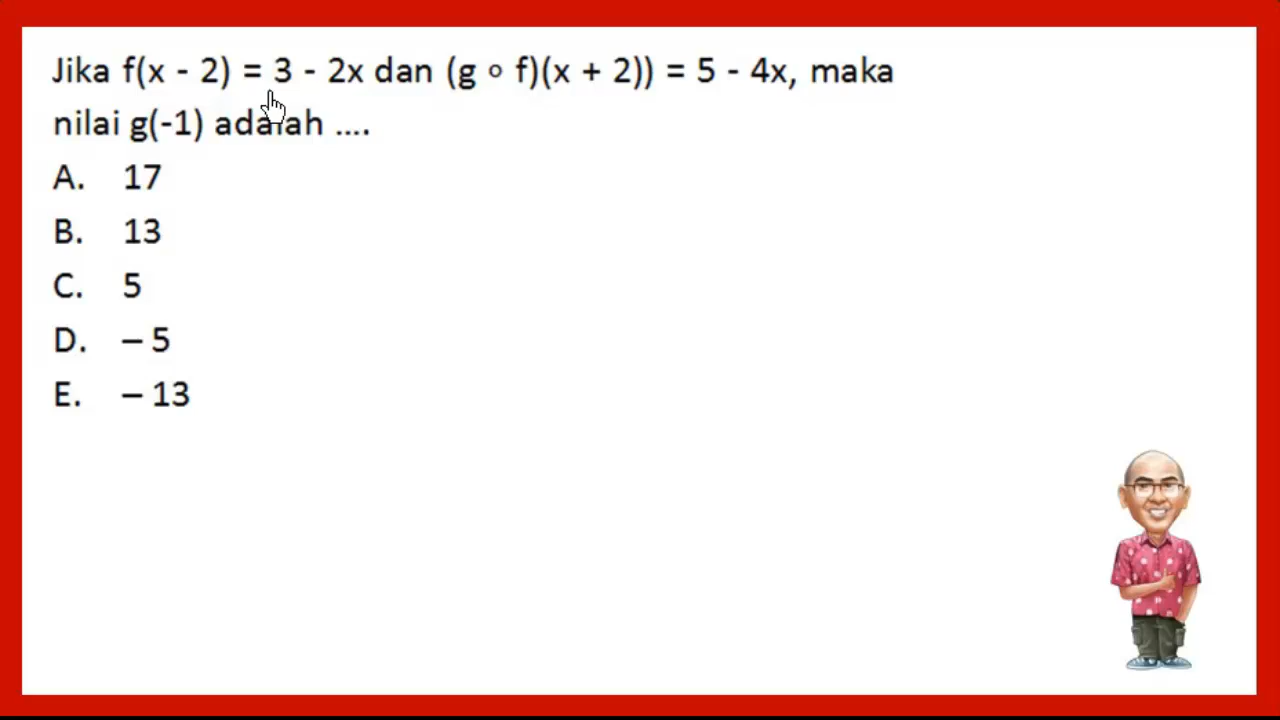 Jika f(x - 2) = 3 - 2x dan (g ∘ f)(x + 2)) = 5 - 4x, maka
nilai g(-1) adalah ....
A. 17
B. 13
C. 5
D. – 5
E. – 13